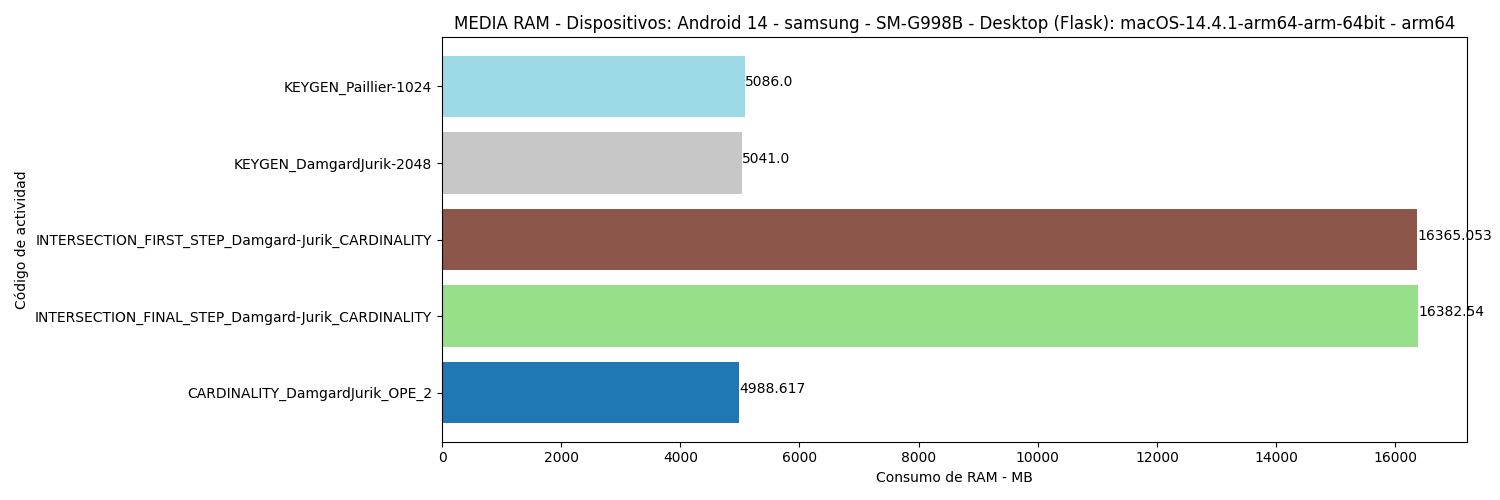 MEDIA RAM - Dispositivos: Android 14 - samsung - SM-G998B - Desktop (Flask): macOS-14.4.1-arm64-arm-64bit - arm64
Código de actividad
KEYGEN_Paillier-1024
5086.0
KEYGEN_DamgardJurik-2048
5041.0
INTERSECTION_FIRST_STEP_Damgard-Jurik_CARDINALITY
16365.053
INTERSECTION_FINAL_STEP_Damgard-Jurik_CARDINALITY
16382.54
CARDINALITY_DamgardJurik_OPE_2
4988.617
0 2000 4000 6000 8000 10000 12000 14000 16000
Consumo de RAM - MB